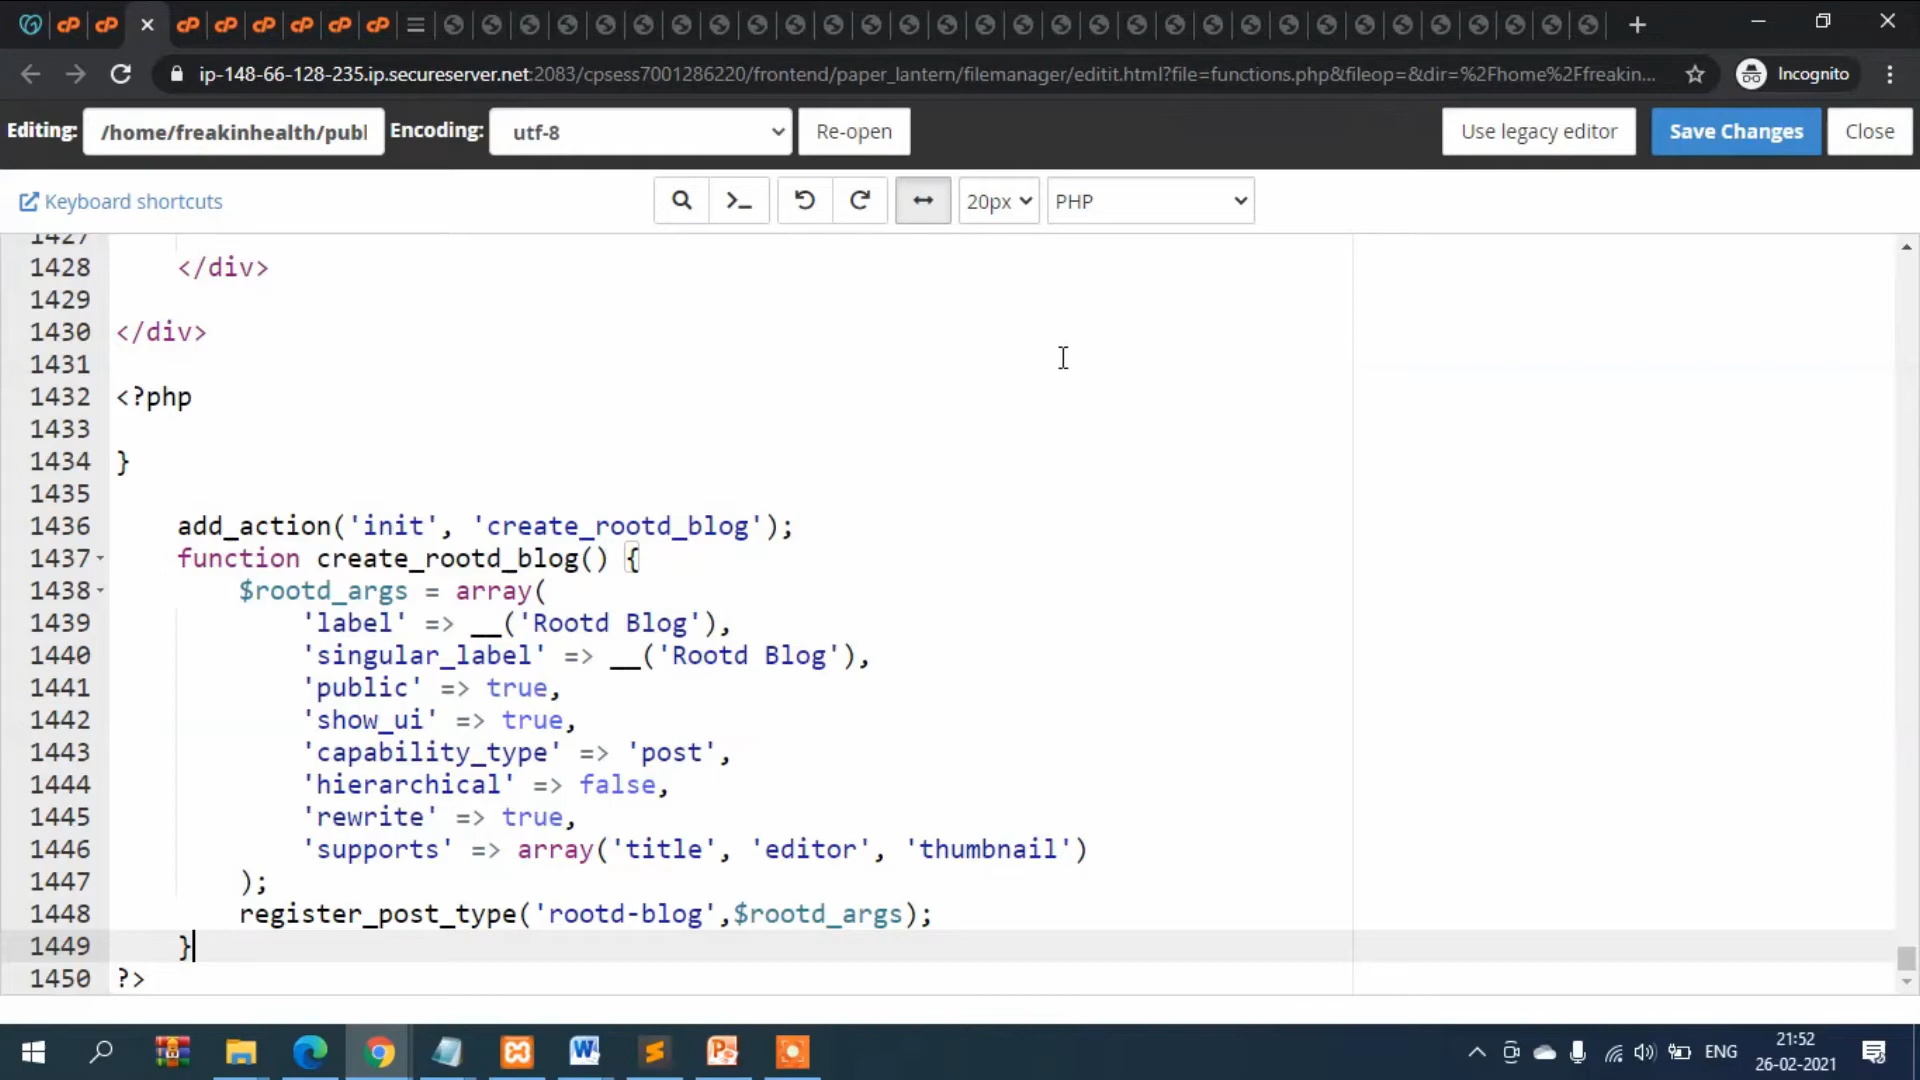 Incognito
ip-148-66-128-235.ip.secureserver.net:2083/cpsess7001286220/frontend/paper_lantern/filemanager/editit.html?file=functions.php&fileop=&dir=%2Fhome%2Ffreakin...
Editing: /home/freakinhealth/publ Encoding: utf-8 Re-open Use legacy editor Save Changes Close
Keyboard shortcuts 20px PHP
1427
1428 </div>
1429
1430 </div>
1431
1432 <?php
1433
1434 }
1435
1436 add_action('init', 'create_rootd_blog');
1437 function create_rootd_blog() {
1438 $rootd_args = array(
1439 'label' => __('Rootd Blog'),
1440 'singular_label' => __('Rootd Blog'),
1441 'public' => true,
1442 'show_ui' => true,
1443 'capability_type' => 'post',
1444 'hierarchical' => false,
1445 'rewrite' => true,
1446 'supports' => array('title', 'editor', 'thumbnail')
1447 );
1448 register_post_type('rootd-blog',$rootd_args);
1449 }
1450 ?>
ENG
21:52
26-02-2021